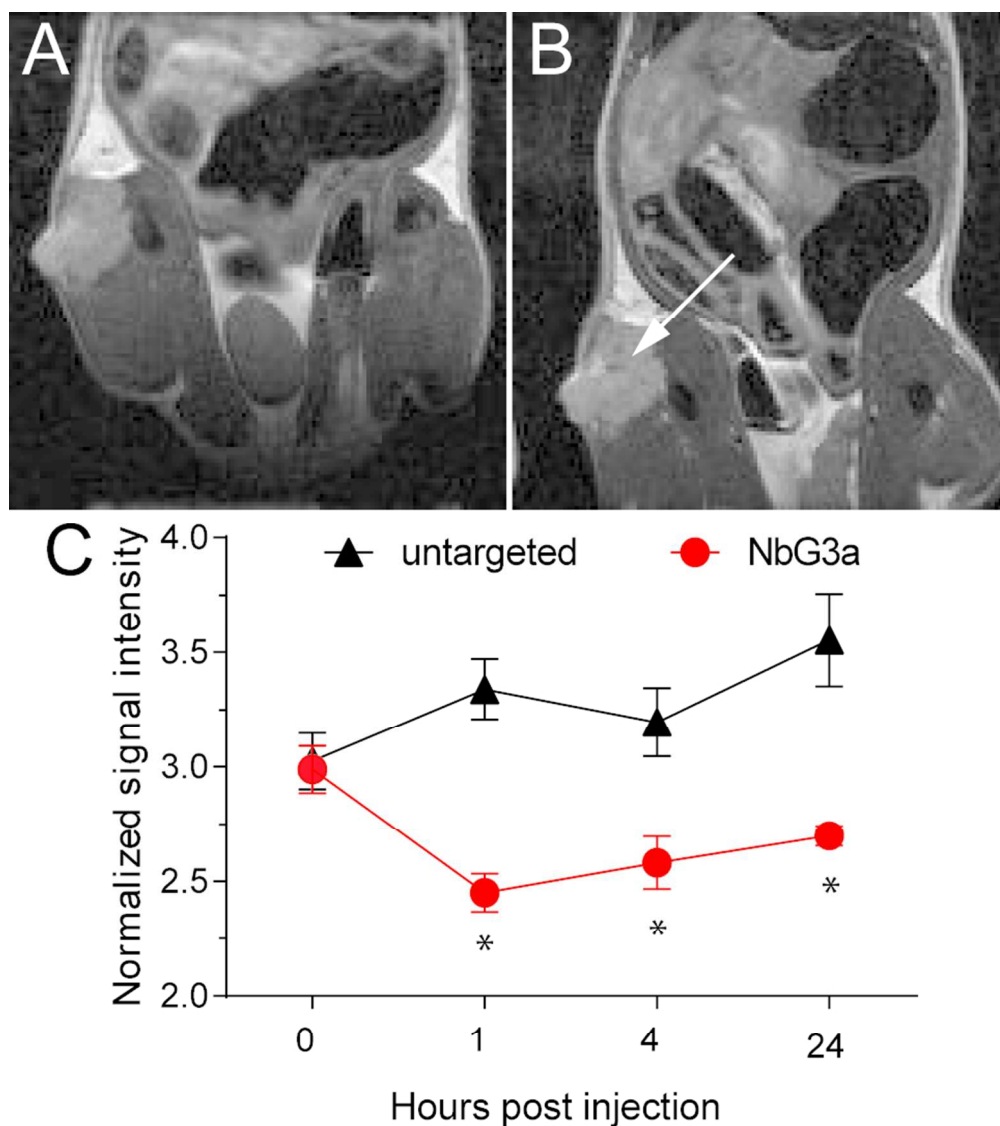 A
B
C
untargeted
NbG3a
Normalized signal intensity
4.0
3.5
3.0
2.5
2.0
*
*
*
0
1
4
24
Hours post injection